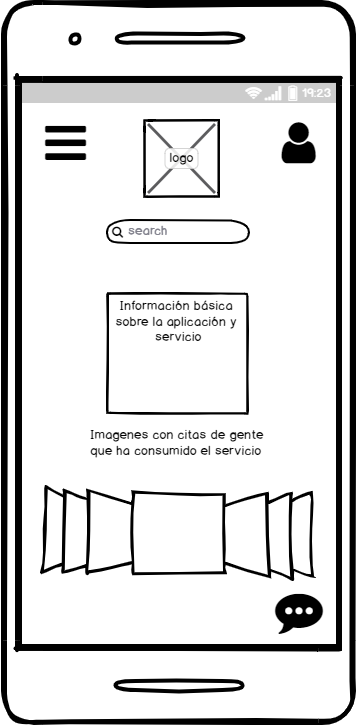 19:23
logo
search
Información básica
sobre la aplicación y
servicio
Imagenes con citas de gente
que ha consumido el servicio